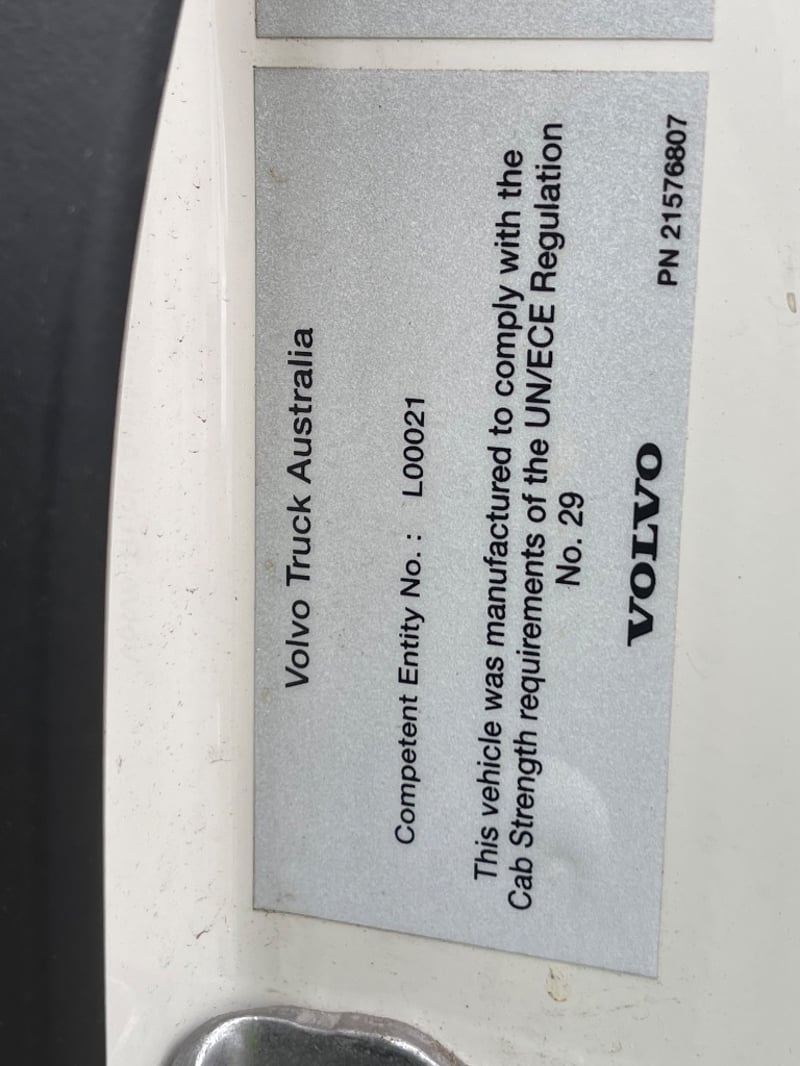 Volvo Truck Australia
Competent Entity No. : L00021
This vehicle was manufactured to comply with the
Cab Strength requirements of the UN/ECE Regulation
No. 29
VOLVO
PN 21576807